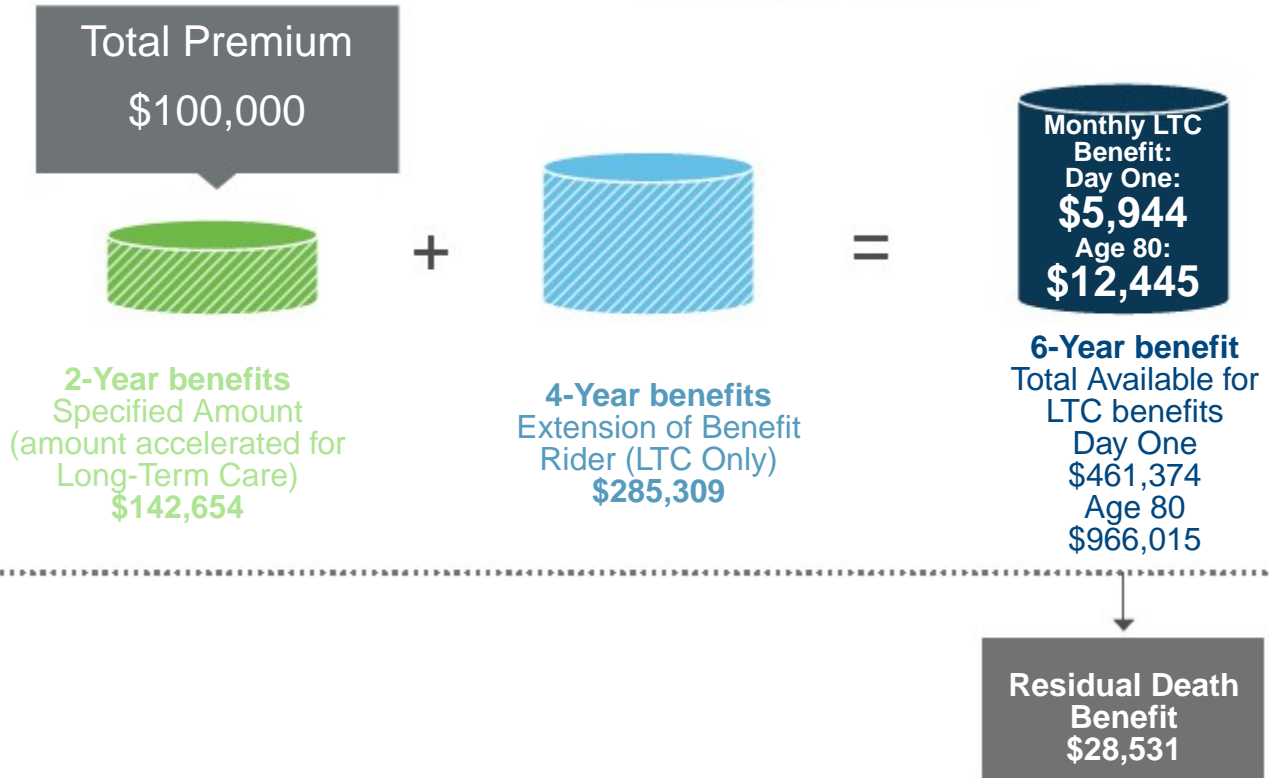 Total Premium
$100,000
+
=
Monthly LTC
Benefit:
Day One:
$5,944
Age 80:
$12,445
2-Year benefits
Specified Amount
(amount accelerated for
Long-Term Care)
$142,654
4-Year benefits
Extension of Benefit
Rider (LTC Only)
$285,309
6-Year benefit
Total Available for
LTC benefits
Day One
$461,374
Age 80
$966,015
Residual Death
Benefit
$28,531